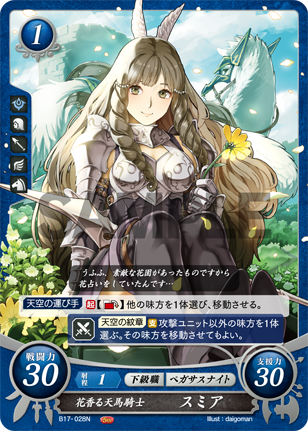 1
SAMPLE
うふふ、素敵な花園があったものですから
花占いをしていたんです…
天空の運び手 起【】他の味方を1体選び、移動させる。
天空の紋章 攻撃ユニット以外の味方を1体
選ぶ。その味方を移動させてもよい。
戦闘力 30 射程 1 下級職 ペガサスナイト 支援力 30
花香る天馬騎士 スミア
B17-028N Illust : daigoman